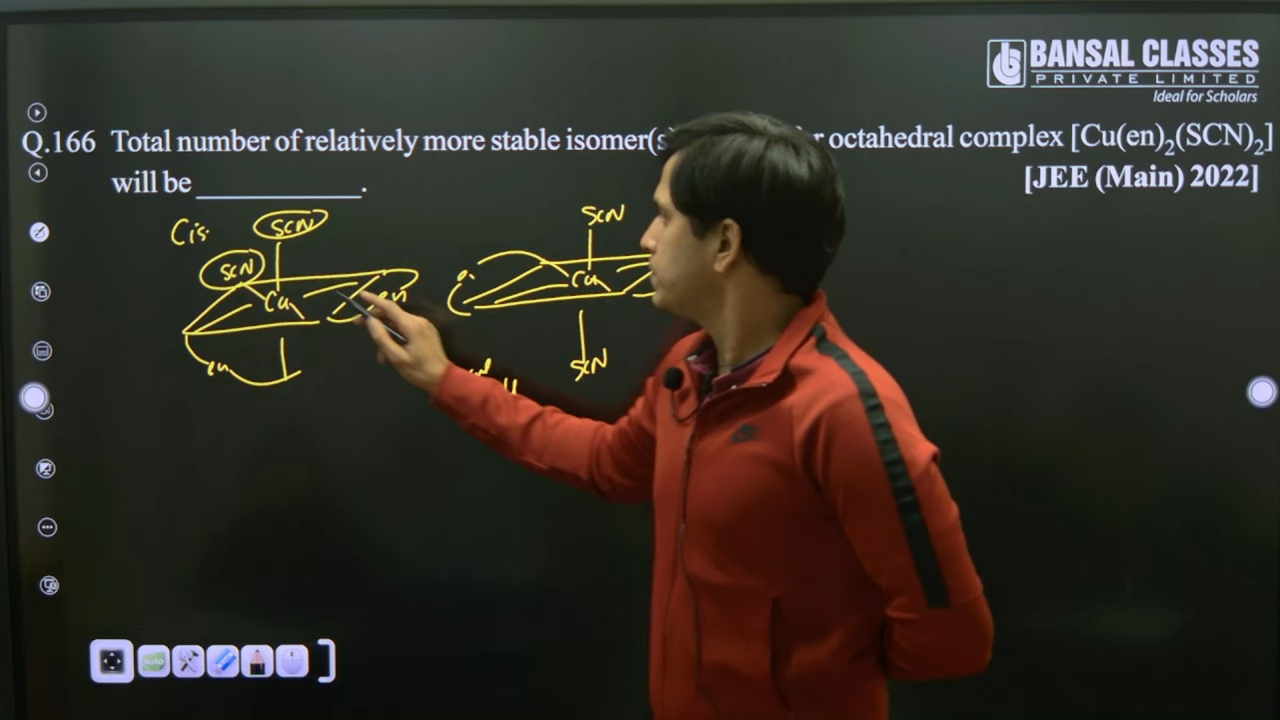 BANSAL CLASSES
PRIVATE LIMITED
Ideal for Scholars
Q.166 Total number of relatively more stable isomer(s octahedral complex [Cu(en)₂(SCN)₂]
will be ____________. [JEE (Main) 2022]
Cis
SCN
SCN
SCN
Cu
en
Cu
en
SCN
Note